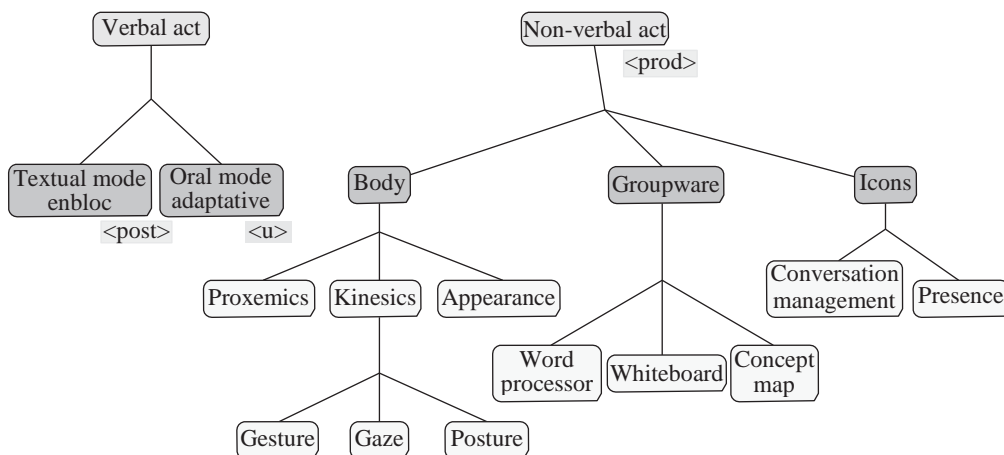 Verbal act
Non-verbal act
<prod>
Textual mode
enbloc
<post>
Oral mode
adaptative
<u>
Body
Groupware
Icons
Proxemics
Kinesics
Appearance
Conversation
management
Presence
Word
processor
Whiteboard
Concept
map
Gesture
Gaze
Posture